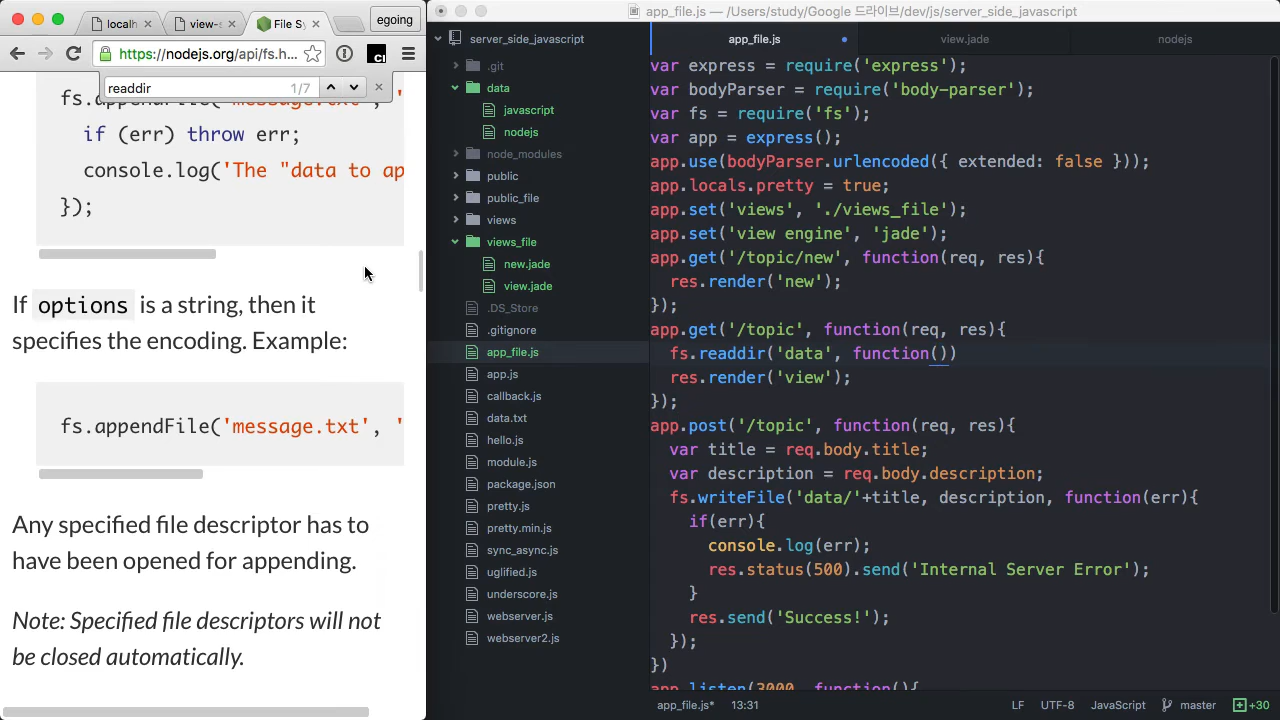 localh
view-s
File Sy
egoing
https://nodejs.org/api/fs.h...
readdir 1/7
fs.appendFile('message.txt', '
if (err) throw err;
console.log('The "data to ap
});
If options is a string, then it
specifies the encoding. Example:
fs.appendFile('message.txt', '
Any specified file descriptor has to
have been opened for appending.
Note: Specified file descriptors will not
be closed automatically.
app_file.js — /Users/study/Google 드라이브/dev/js/server_side_javascript
server_side_javascript
.git
data
javascript
nodejs
node_modules
public
public_file
views
views_file
new.jade
view.jade
.DS_Store
.gitignore
app_file.js
app.js
callback.js
data.txt
hello.js
module.js
package.json
pretty.js
pretty.min.js
sync_async.js
uglified.js
underscore.js
webserver.js
webserver2.js
app_file.js
view.jade
nodejs
var express = require('express');
var bodyParser = require('body-parser');
var fs = require('fs');
var app = express();
app.use(bodyParser.urlencoded({ extended: false }));
app.locals.pretty = true;
app.set('views', './views_file');
app.set('view engine', 'jade');
app.get('/topic/new', function(req, res){
res.render('new');
});
app.get('/topic', function(req, res){
fs.readdir('data', function())
res.render('view');
});
app.post('/topic', function(req, res){
var title = req.body.title;
var description = req.body.description;
fs.writeFile('data/'+title, description, function(err){
if(err){
console.log(err);
res.status(500).send('Internal Server Error');
}
res.send('Success!');
});
})
app.listen(3000, function(){
app_file.js* 13:31
LF UTF-8 JavaScript master +30